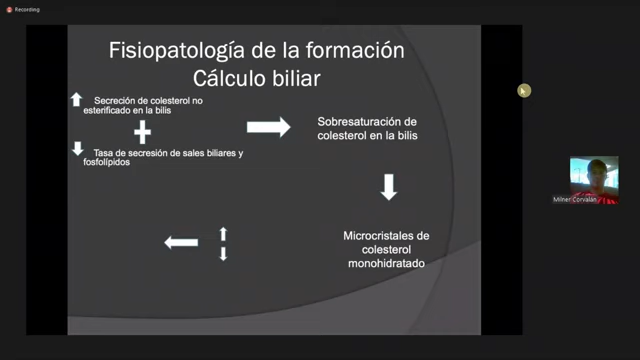 Recording
Fisiopatología de la formación
Cálculo biliar
Secreción de colesterol no
esterificado en la bilis
Tasa de secreción de sales biliares y
fosfolípidos
Sobresaturación de
colesterol en la bilis
Microcristales de
colesterol
monohidratado
Milner Corvalán